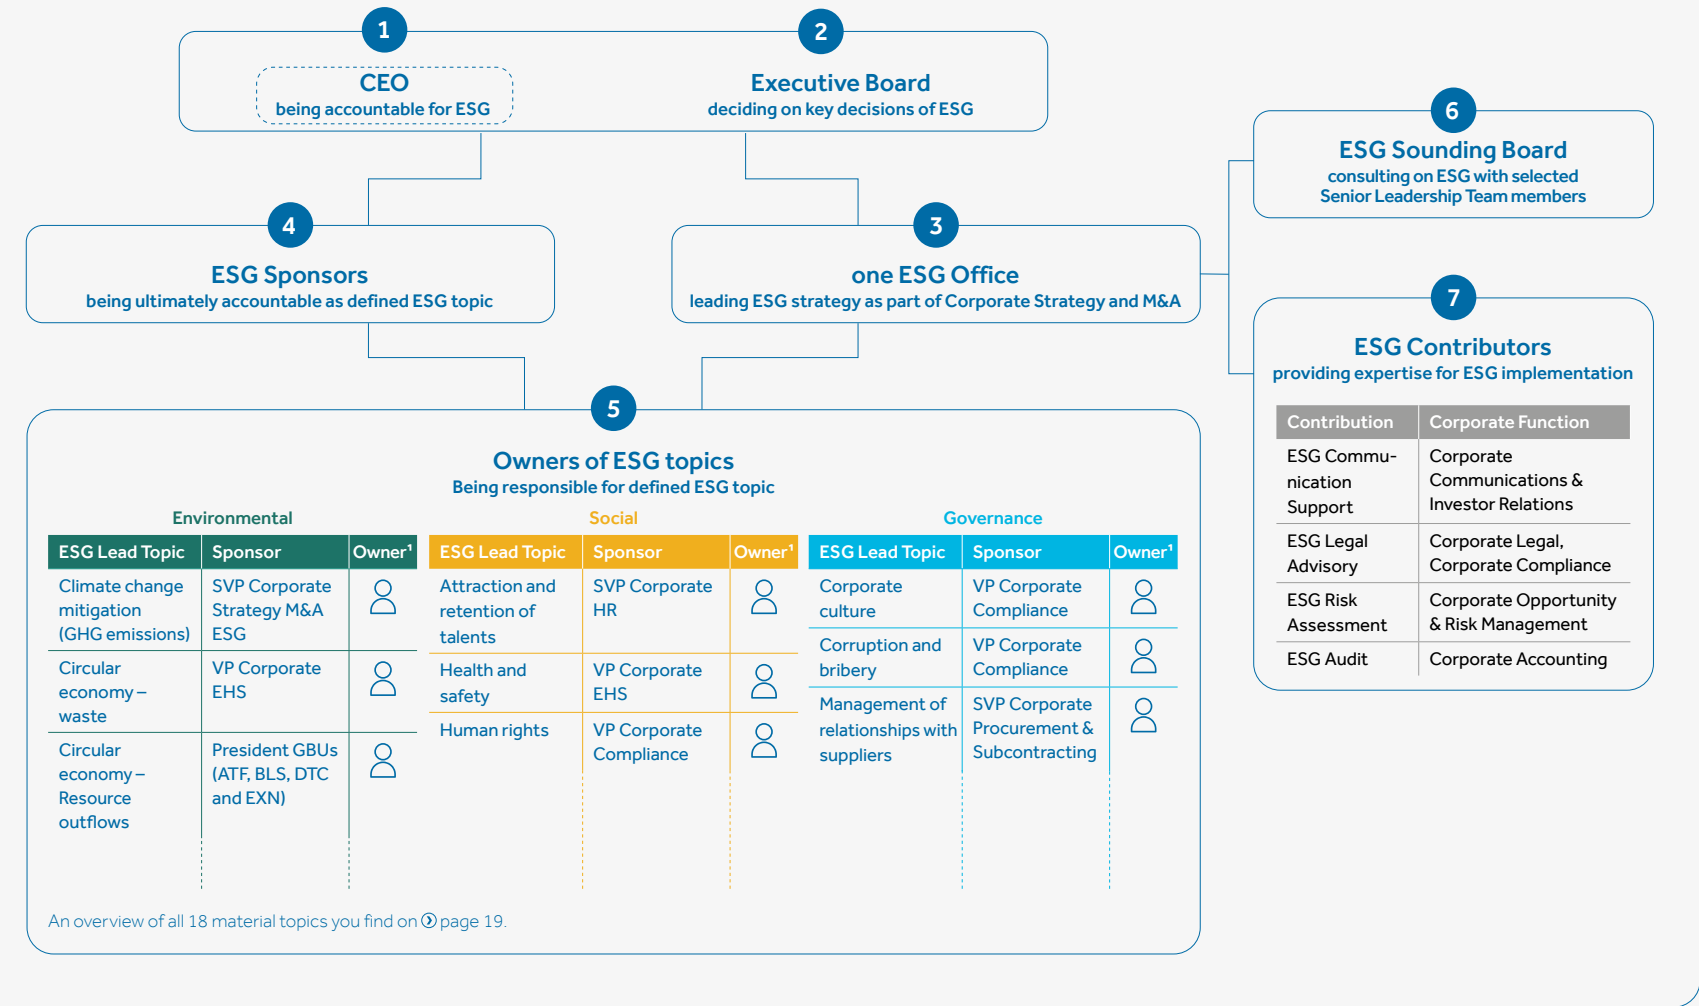 1
CEO
being accountable for ESG
2
Executive Board
deciding on key decisions of ESG
4
ESG Sponsors
being ultimately accountable as defined ESG topic
3
one ESG Office
leading ESG strategy as part of Corporate Strategy and M&A
6
ESG Sounding Board
consulting on ESG with selected
Senior Leadership Team members
7
ESG Contributors
providing expertise for ESG implementation
Contribution
Corporate Function
ESG Commu-
nication
Support
Corporate
Communications &
Investor Relations
ESG Legal
Advisory
Corporate Legal,
Corporate Compliance
ESG Risk
Assessment
Corporate Opportunity
& Risk Management
ESG Audit
Corporate Accounting
5
Owners of ESG topics
Being responsible for defined ESG topic
Environmental
ESG Lead Topic
Sponsor
Owner¹
Climate change
mitigation
(GHG emissions)
SVP Corporate
Strategy M&A
ESG
Circular
economy –
waste
VP Corporate
EHS
Circular
economy –
Resource
outflows
President GBUs
(ATF, BLS, DTC
and EXN)
Social
ESG Lead Topic
Sponsor
Owner¹
Attraction and
retention of
talents
SVP Corporate
HR
Health and
safety
VP Corporate
EHS
Human rights
VP Corporate
Compliance
Governance
ESG Lead Topic
Sponsor
Owner¹
Corporate
culture
VP Corporate
Compliance
Corruption and
bribery
VP Corporate
Compliance
Management of
relationships with
suppliers
SVP Corporate
Procurement &
Subcontracting
An overview of all 18 material topics you find on page 19.